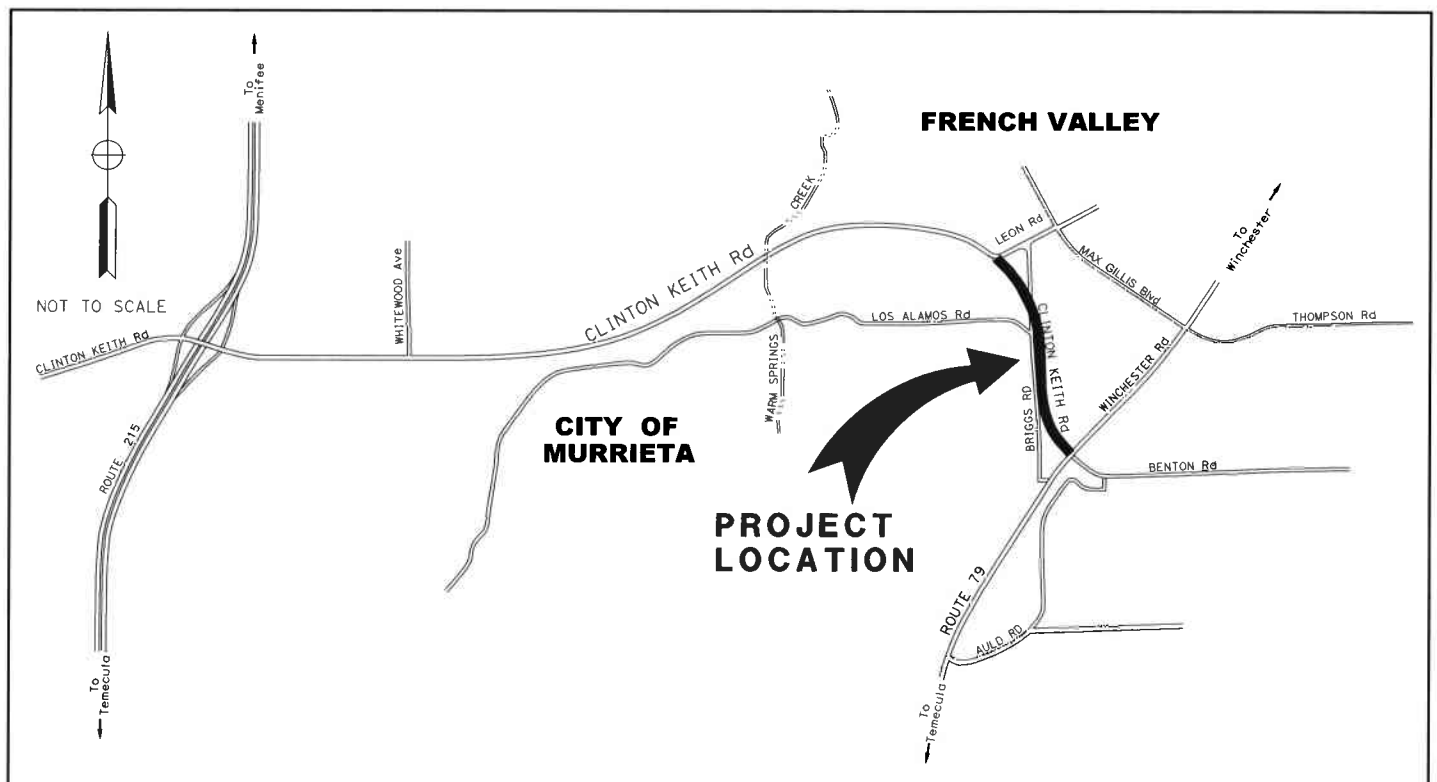 To
Menifee
FRENCH VALLEY
CREEK
LEON Rd
To
Winchester
MAX GILLIS Blvd
NOT TO SCALE
WHITEWOOD Ave
CLINTON KEITH Rd
CLINTON KEITH Rd
LOS ALAMOS Rd
THOMPSON Rd
CLINTON KEITH Rd
WINCHESTER Rd
WARM SPRINGS
BRIGGS RD
CITY OF
MURRIETA
ROUTE 215
BENTON Rd
PROJECT
LOCATION
ROUTE 79
AULD RD
To
Temecula
To
Temecula